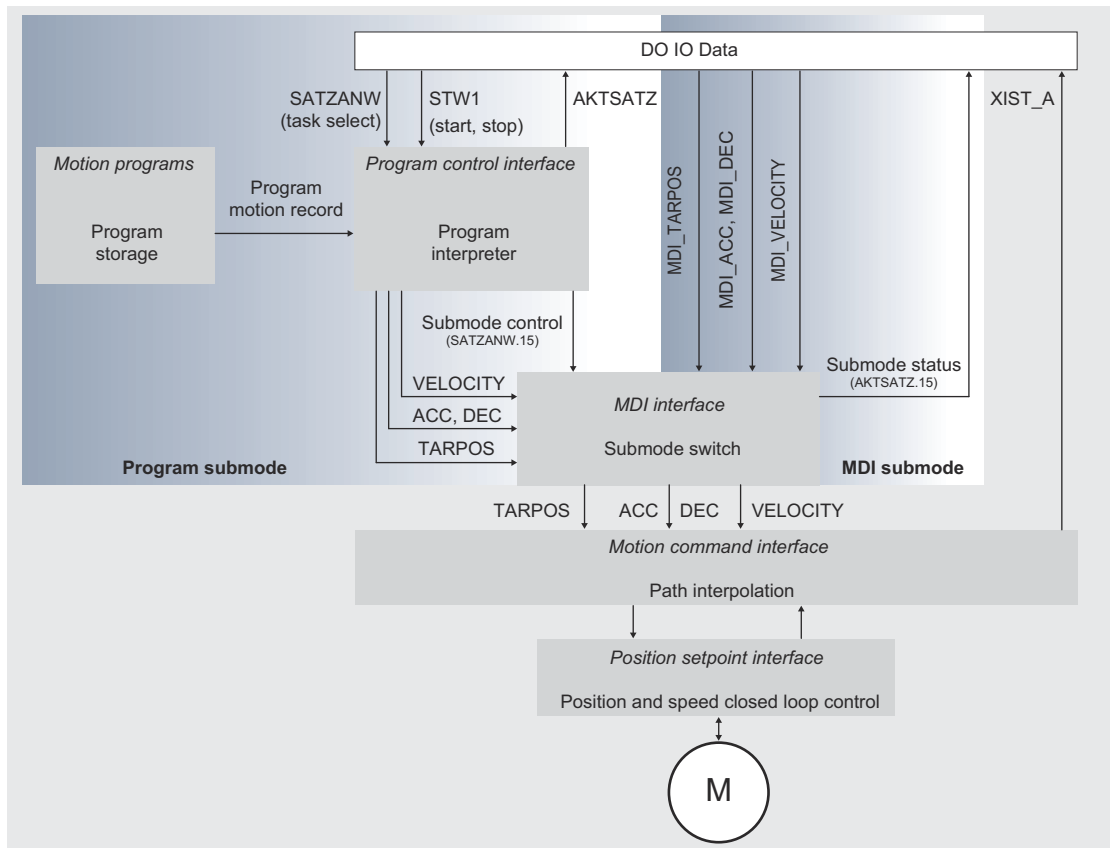 DO IO Data
SATZANW
(task select)
STW1
(start, stop)
AKTSATZ
XIST_A
Motion programs
Program
storage
Program
motion record
Program control interface
Program
interpreter
MDI_TARPOS
MDI_ACC, MDI_DEC
MDI_VELOCITY
Submode control
(SATZANW.15)
Submode status
(AKTSATZ.15)
VELOCITY
ACC, DEC
TARPOS
MDI interface
Submode switch
Program submode
MDI submode
TARPOS
ACC
DEC
VELOCITY
Motion command interface
Path interpolation
Position setpoint interface
Position and speed closed loop control
M